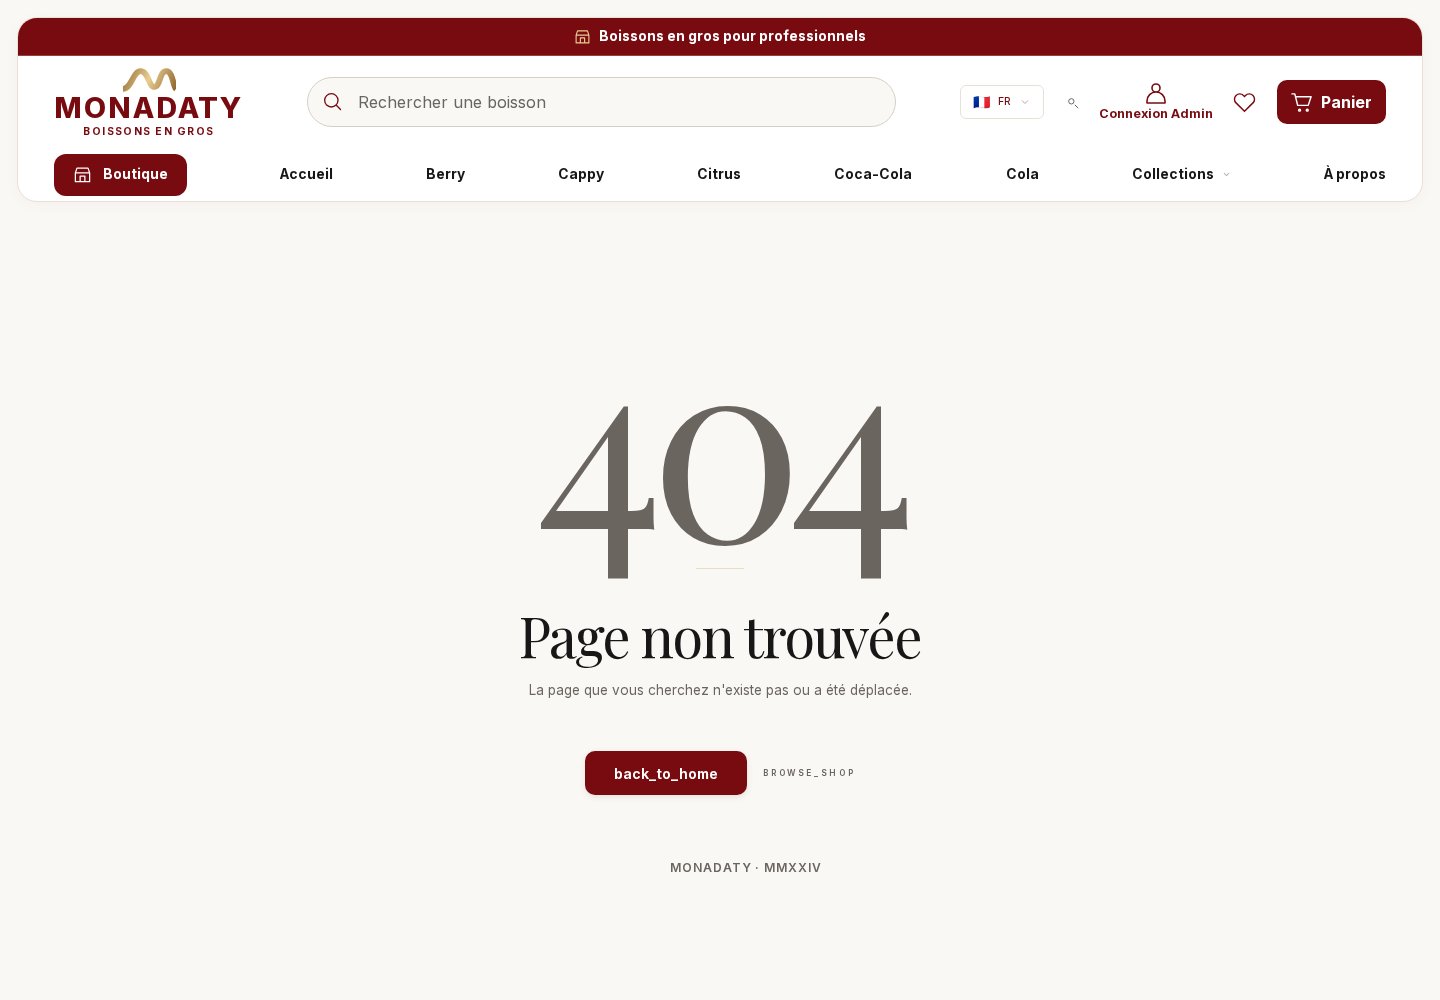 Boissons en gros pour professionnels
MONADATY
BOISSONS EN GROS
Rechercher une boisson
FR
Connexion Admin
Panier
Boutique
Accueil
Berry
Cappy
Citrus
Coca-Cola
Cola
Collections
À propos
404
Page non trouvée
La page que vous cherchez n'existe pas ou a été déplacée.
back_to_home
BROWSE_SHOP
MONADATY · MMXXIV